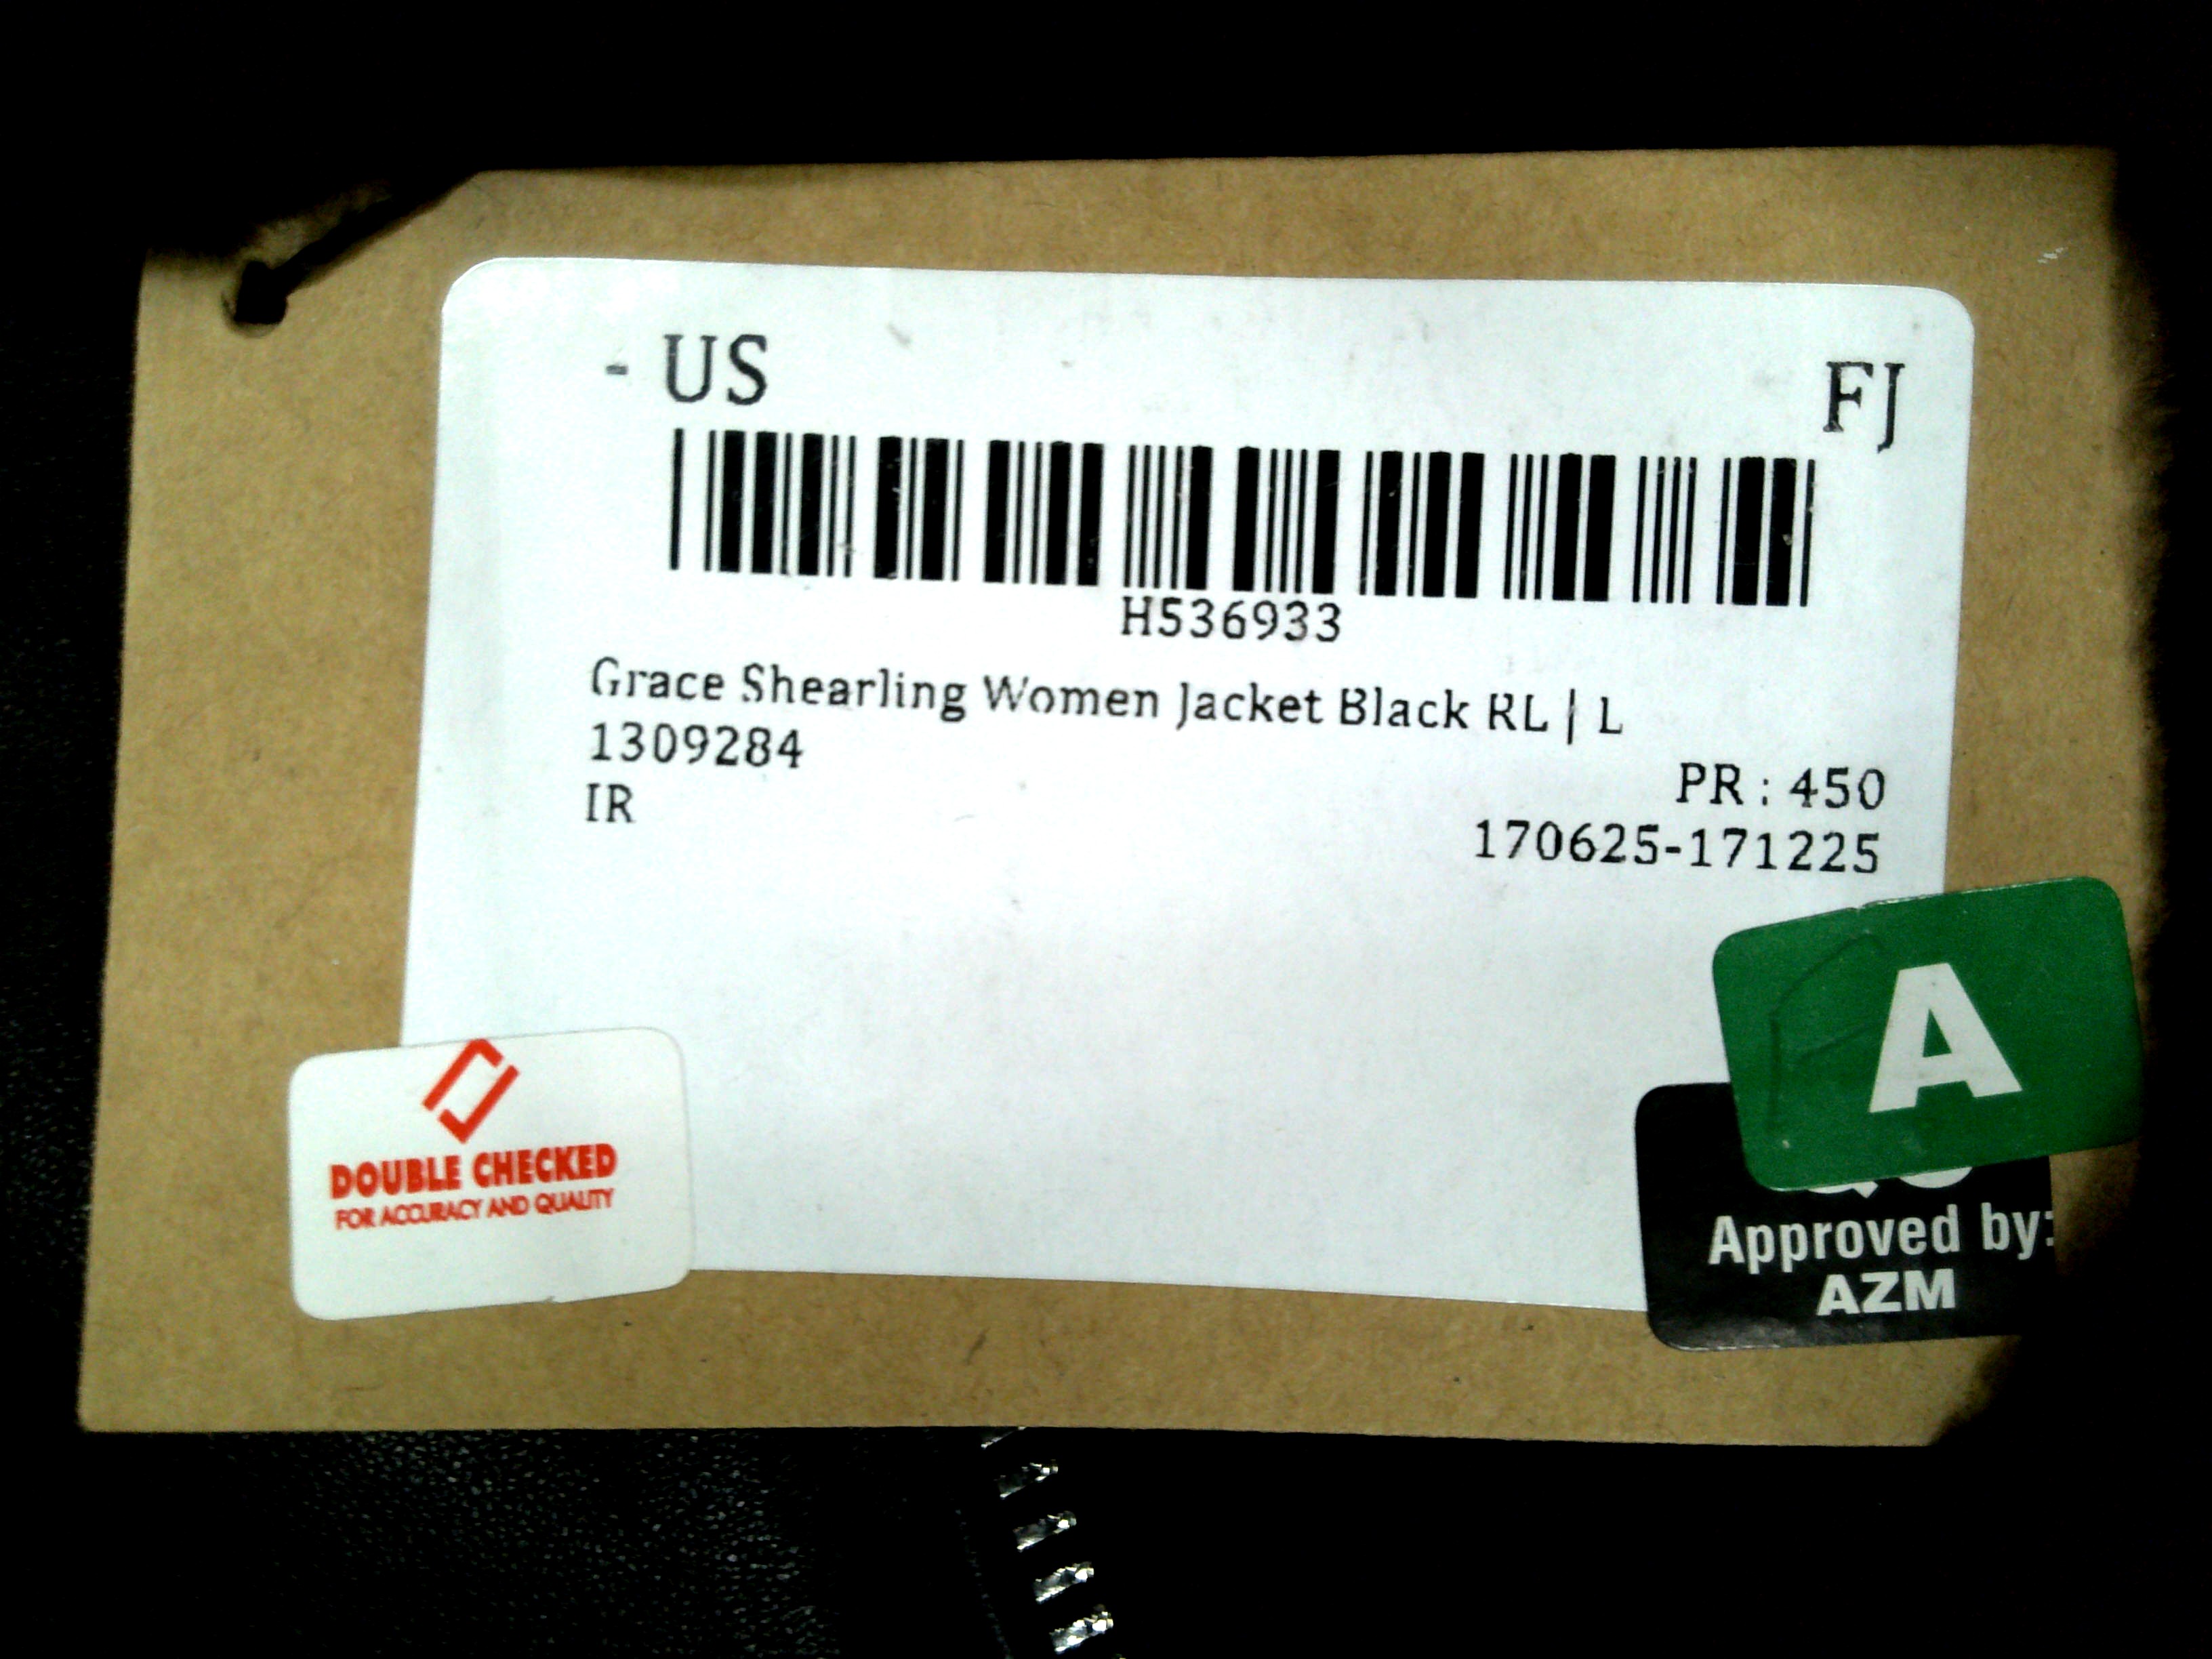 - US
FJ
H536933
Grace Shearling Women Jacket Black RL | L
1309284
PR : 450
IR
170625-171225
A
DOUBLE CHECKED
FOR ACCURACY AND QUALITY
Approved by:
AZM